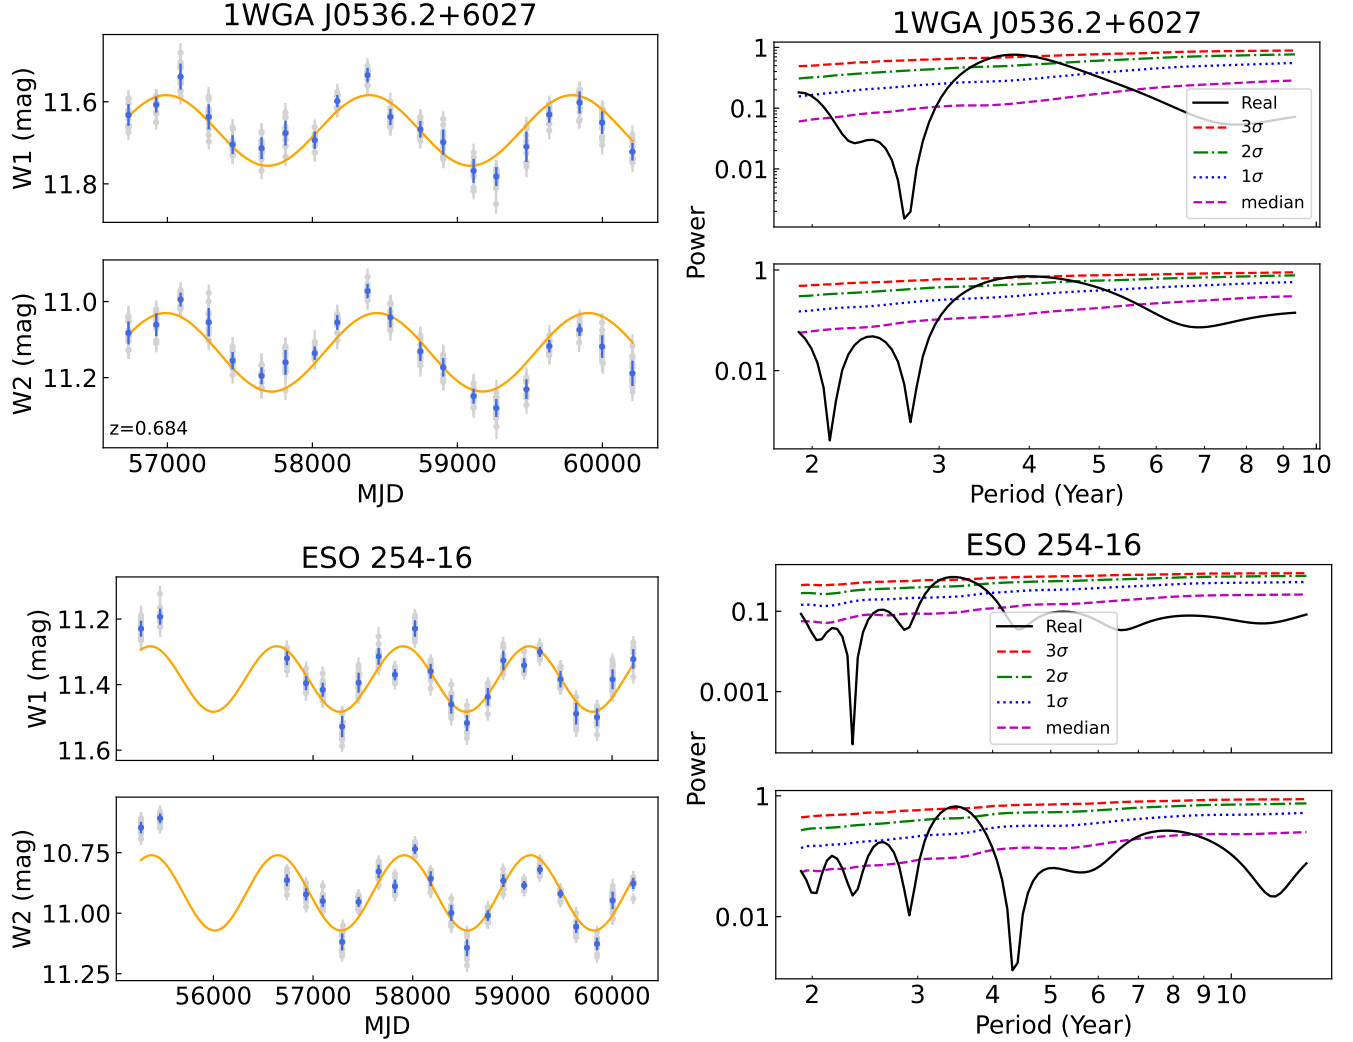 1WGA J0536.2+6027
W1 (mag)
11.6
11.8
W2 (mag)
11.0
11.2
z=0.684
57000 58000 59000 60000
MJD
1WGA J0536.2+6027
Power
1
0.1
0.01
Real
3σ
2σ
1σ
median
1
0.01
2 3 4 5 6 7 8 9 10
Period (Year)
ESO 254-16
W1 (mag)
11.2
11.4
11.6
W2 (mag)
10.75
11.00
11.25
56000 57000 58000 59000 60000
MJD
ESO 254-16
Power
0.1
0.001
Real
3σ
2σ
1σ
median
1
0.01
2 3 4 5 6 7 8 9 10
Period (Year)